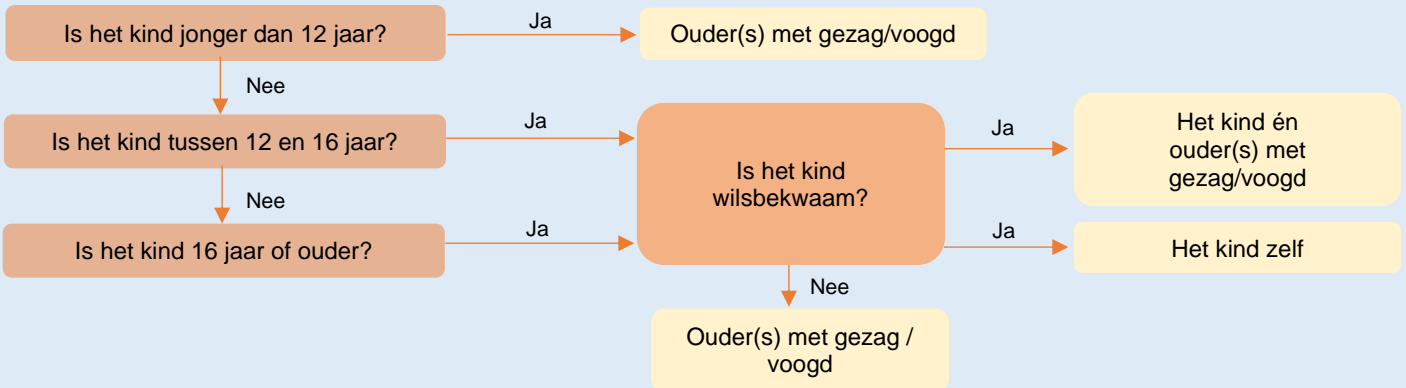 Is het kind jonger dan 12 jaar?
Ja
Ouder(s) met gezag/voogd
Nee
Is het kind tussen 12 en 16 jaar?
Ja
Is het kind
wilsbekwaam?
Ja
Het kind én
ouder(s) met
gezag/voogd
Nee
Is het kind 16 jaar of ouder?
Ja
Ja
Het kind zelf
Nee
Ouder(s) met gezag /
voogd